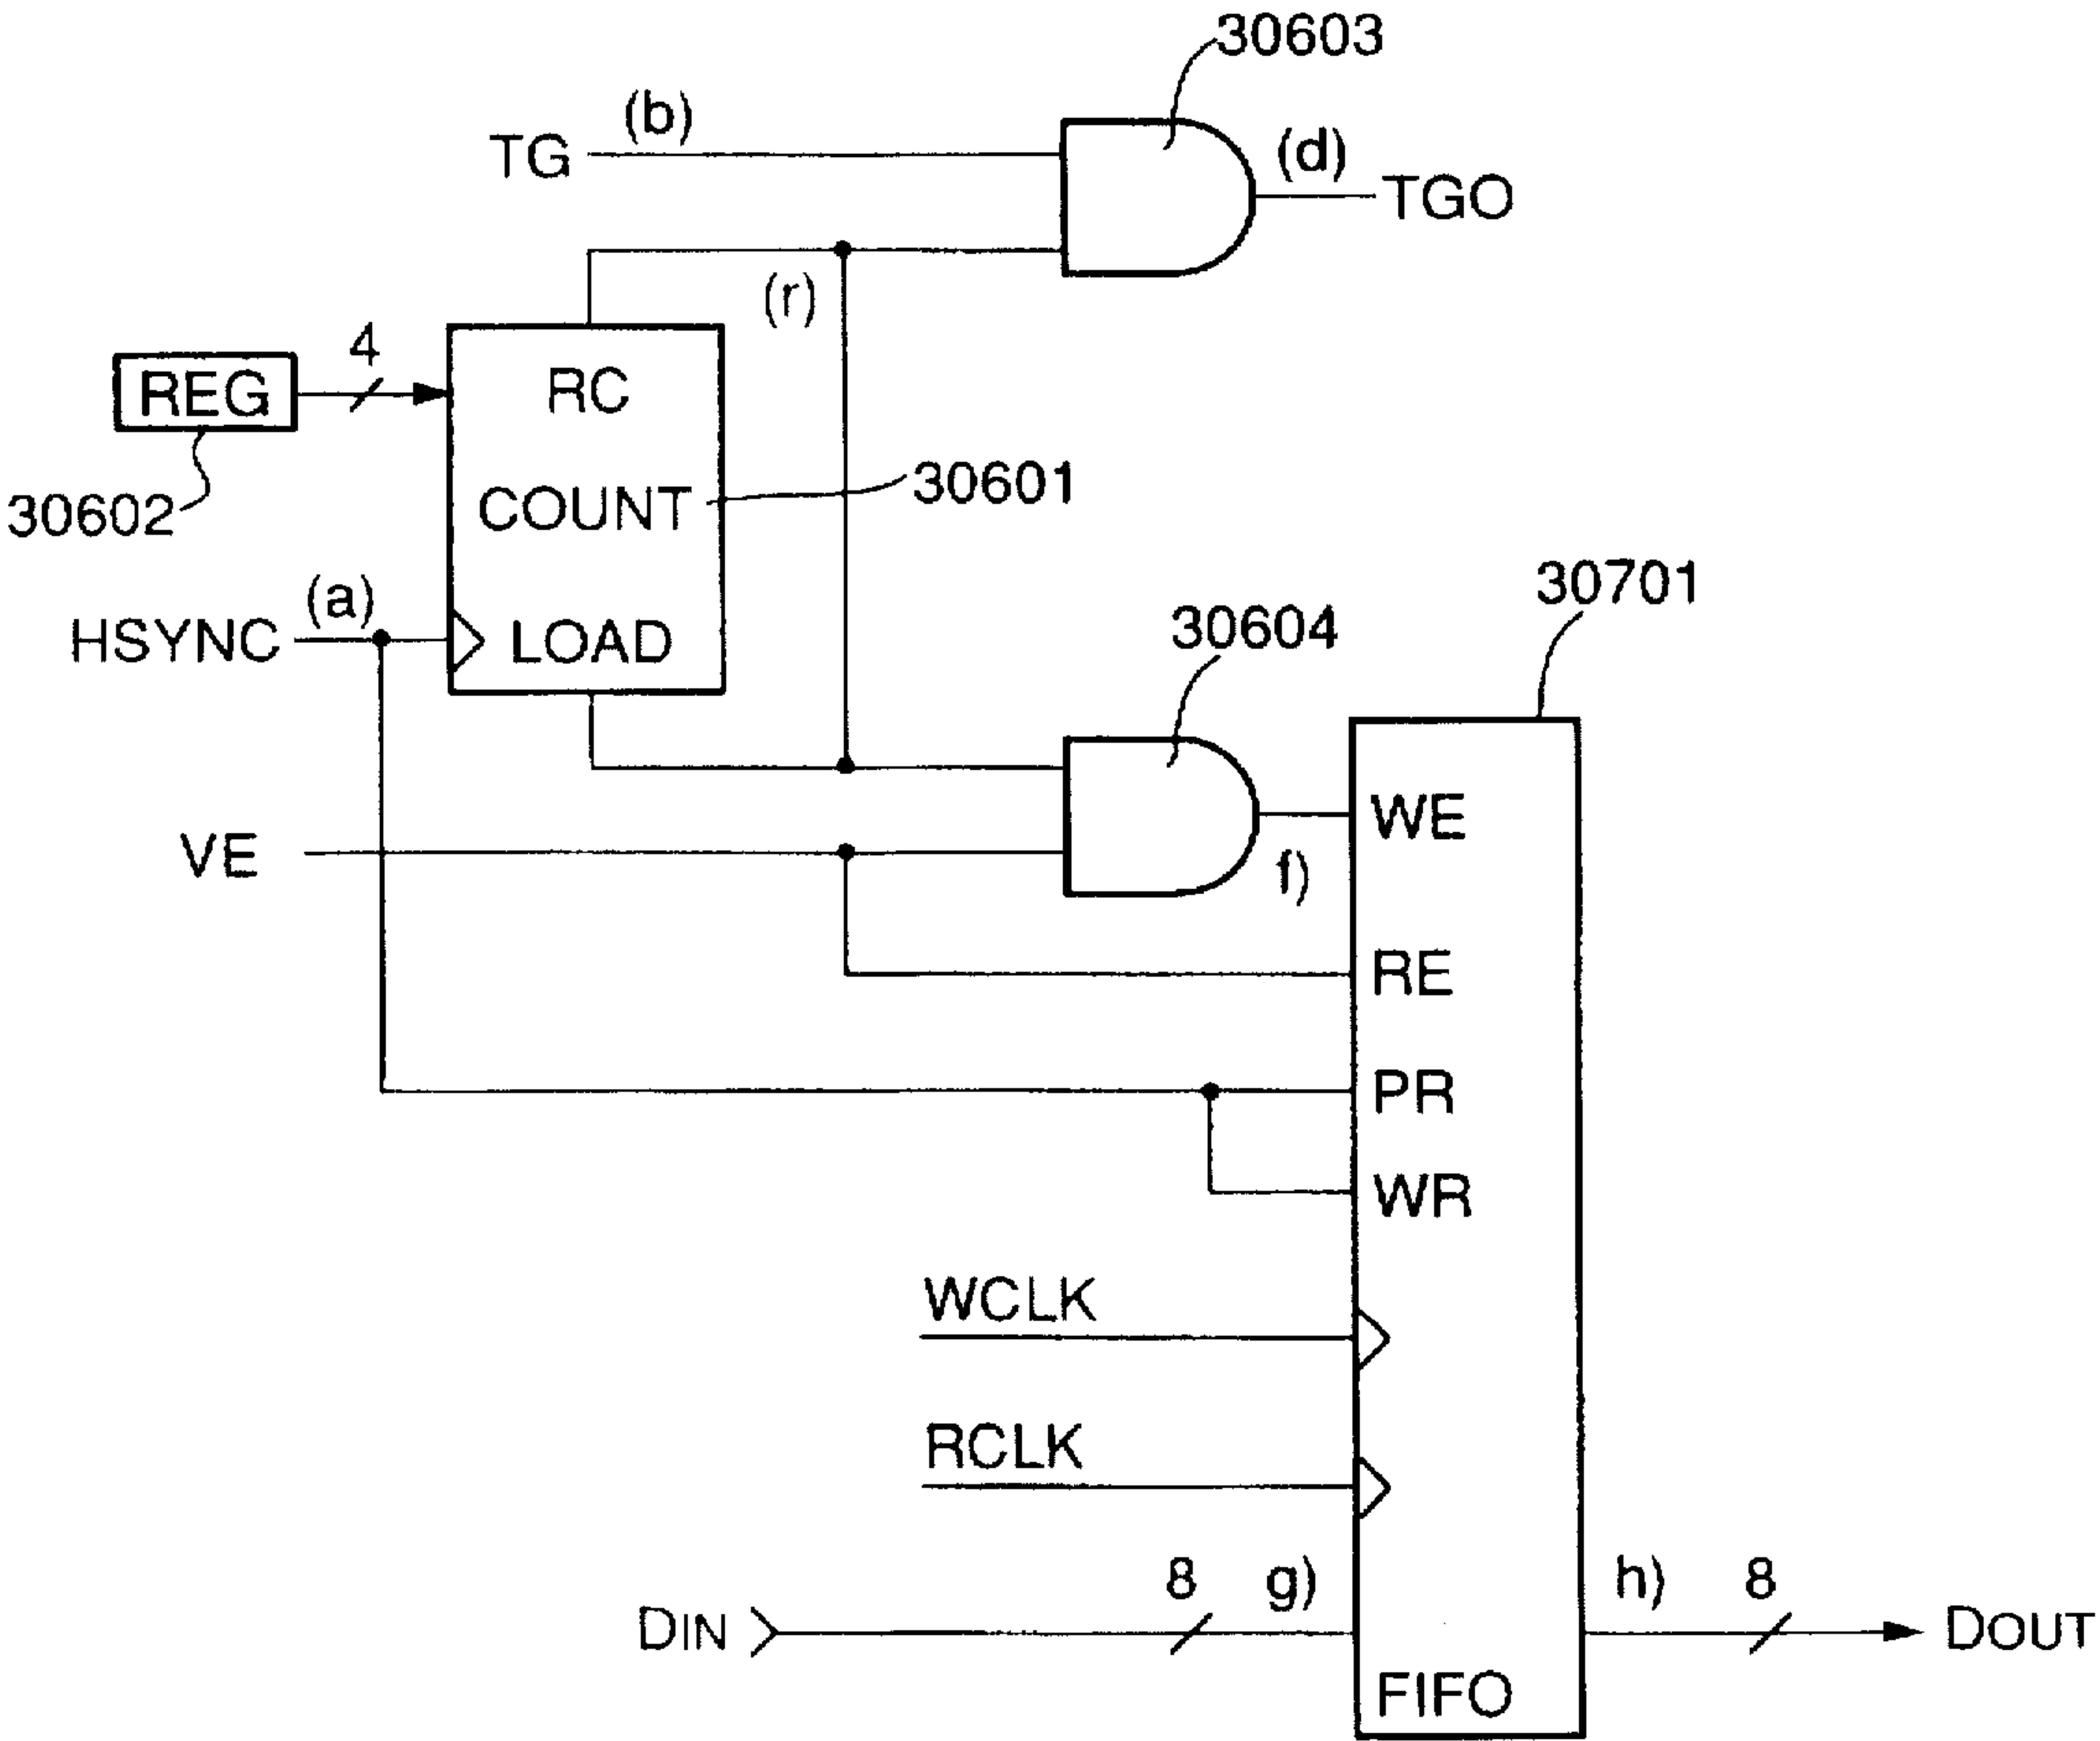 30603
(b)
TG
(d)
TGO
(r)
4
REG
RC
30602
COUNT
30601
(a)
HSYNC
LOAD
30701
30604
WE
VE
f)
RE
PR
WR
WCLK
RCLK
8
g)
h)
8
DIN
DOUT
FIFO